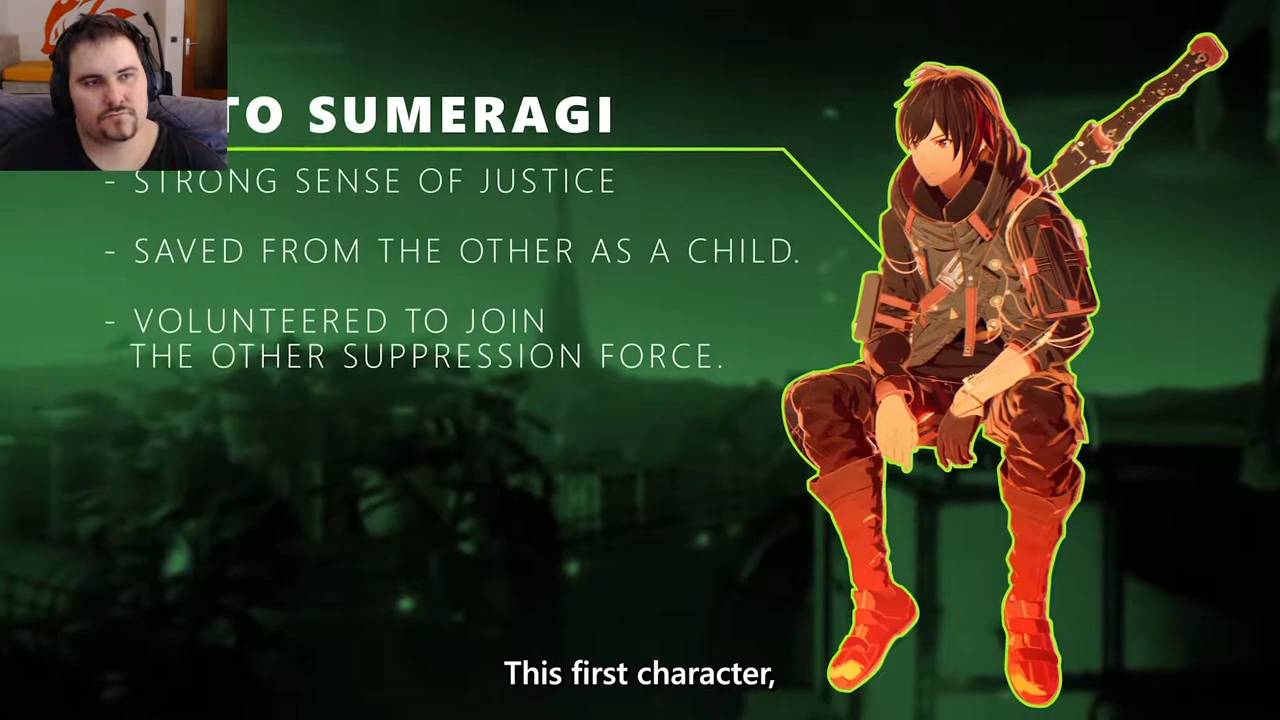 TO SUMERAGI
- STRONG SENSE OF JUSTICE
- SAVED FROM THE OTHER AS A CHILD.
- VOLUNTEERED TO JOIN
THE OTHER SUPPRESSION FORCE.
This first character,